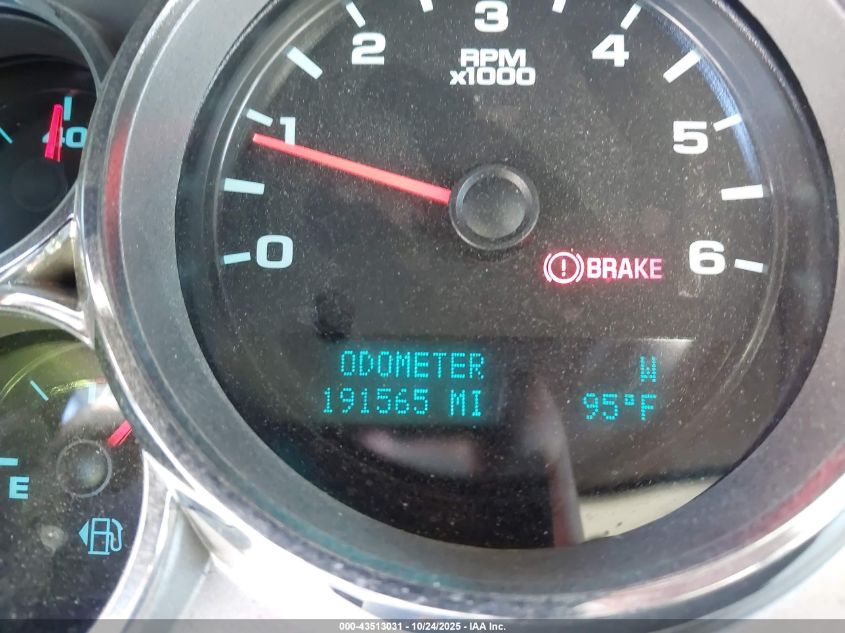 3
2
4
RPM
x1000
1
5
40
0
6
BRAKE
ODOMETER W
191565 MI 95°F
E
000-43513031 - 10/24/2025 - IAA Inc.